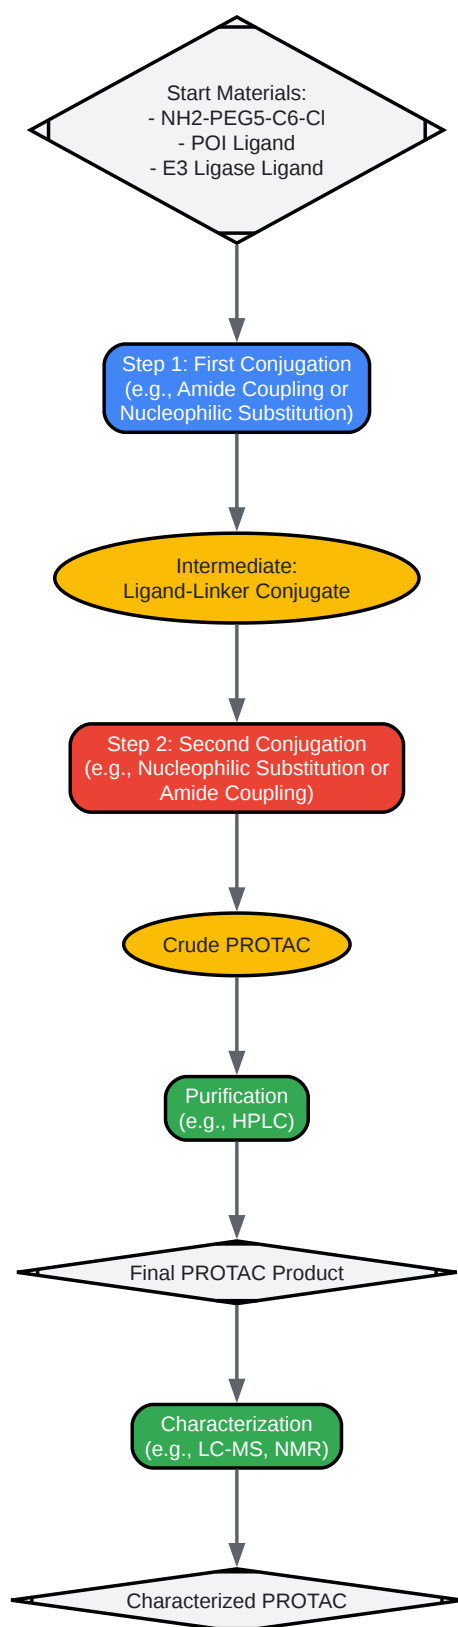 Start Materials:
- NH2-PEG5-C6-Cl
- POI Ligand
- E3 Ligase Ligand
Step 1: First Conjugation
(e.g., Amide Coupling or
Nucleophilic Substitution)
Intermediate:
Ligand-Linker Conjugate
Step 2: Second Conjugation
(e.g., Nucleophilic Substitution or
Amide Coupling)
Crude PROTAC
Purification
(e.g., HPLC)
Final PROTAC Product
Characterization
(e.g., LC-MS, NMR)
Characterized PROTAC